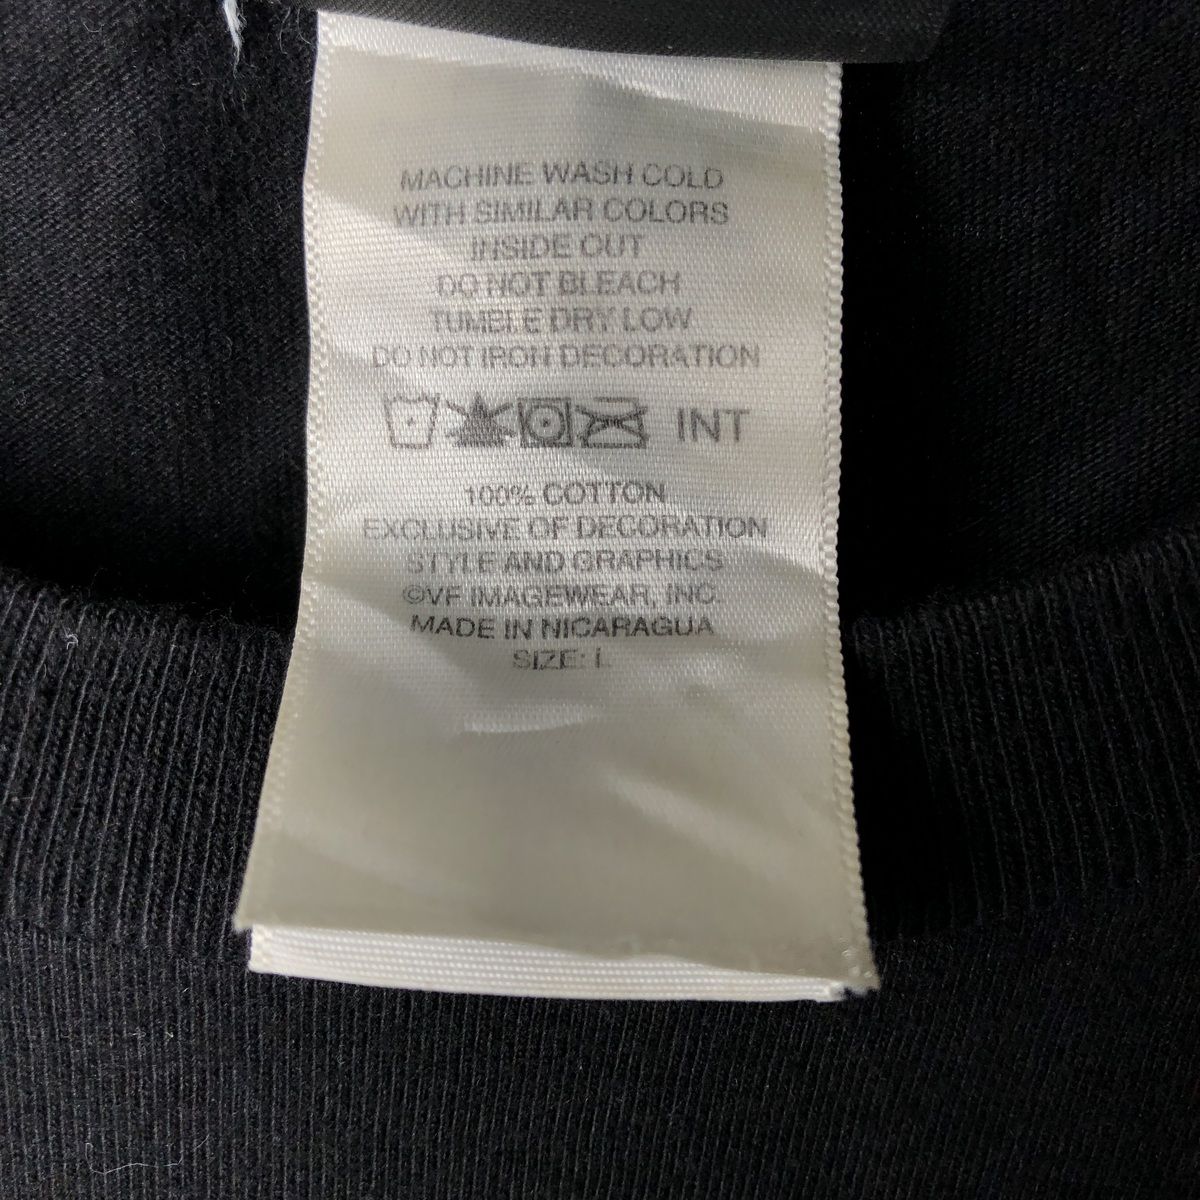 MACHINE WASH COLD
WITH SIMILAR COLORS
INSIDE OUT
DO NOT BLEACH
TUMBLE DRY LOW
DO NOT IRON DECORATION
INT
100% COTTON
EXCLUSIVE OF DECORATION
STYLE AND GRAPHICS
©VF IMAGEWEAR, INC.
MADE IN NICARAGUA
SIZE: L